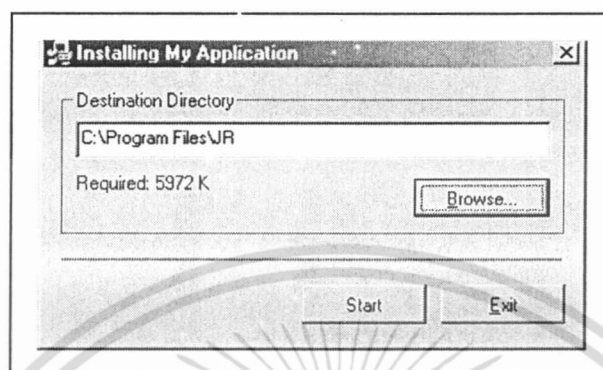 Installing My Application
Destination Directory
C:\Program Files\JR
Required: 5972 K
Browse...
Start Exit